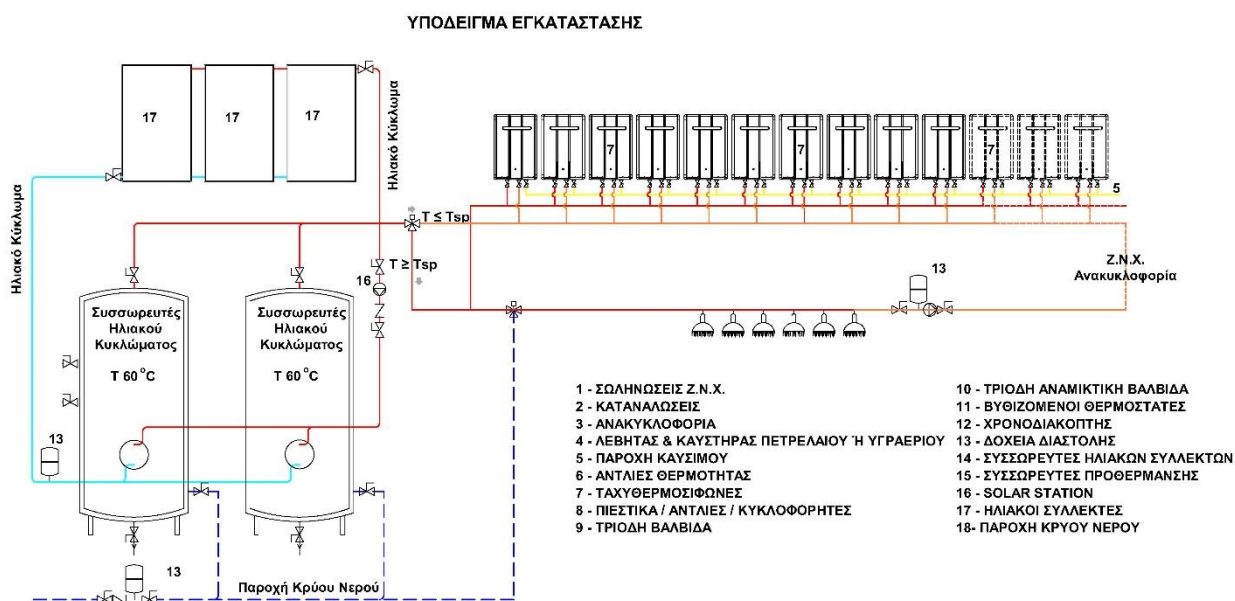 ΥΠΟΔΕΙΓΜΑ ΕΓΚΑΤΑΣΤΑΣΗΣ
17
17
17
Ηλιακό Κύκλωμα
Ηλιακό Κύκλωμα
7
7
7
5
T ≤ Tsp
T ≥ Tsp
16
13
Ζ.Ν.Χ.
Ανακυκλοφορία
Συσσωρευτές
Ηλιακού
Κυκλώματος
T 60 °C
Συσσωρευτές
Ηλιακού
Κυκλώματος
T 60 °C
13
13
Παροχή Κρύου Νερού
1 - ΣΩΛΗΝΩΣΕΙΣ Ζ.Ν.Χ.
2 - ΚΑΤΑΝΑΛΩΣΕΙΣ
3 - ΑΝΑΚΥΚΛΟΦΟΡΙΑ
4 - ΛΕΒΗΤΑΣ & ΚΑΥΣΤΗΡΑΣ ΠΕΤΡΕΛΑΙΟΥ Ή ΥΓΡΑΕΡΙΟΥ
5 - ΠΑΡΟΧΗ ΚΑΥΣΙΜΟΥ
6 - ΑΝΤΛΙΕΣ ΘΕΡΜΟΤΗΤΑΣ
7 - ΤΑΧΥΘΕΡΜΟΣΙΦΩΝΕΣ
8 - ΠΙΕΣΤΙΚΑ / ΑΝΤΛΙΕΣ / ΚΥΚΛΟΦΟΡΗΤΕΣ
9 - ΤΡΙΟΔΗ ΒΑΛΒΙΔΑ
10 - ΤΡΙΟΔΗ ΑΝΑΜΙΚΤΙΚΗ ΒΑΛΒΙΔΑ
11 - ΒΥΘΙΖΟΜΕΝΟΙ ΘΕΡΜΟΣΤΑΤΕΣ
12 - ΧΡΟΝΟΔΙΑΚΟΠΤΗΣ
13 - ΔΟΧΕΙΑ ΔΙΑΣΤΟΛΗΣ
14 - ΣΥΣΣΩΡΕΥΤΕΣ ΗΛΙΑΚΩΝ ΣΥΛΛΕΚΤΩΝ
15 - ΣΥΣΣΩΡΕΥΤΕΣ ΠΡΟΘΕΡΜΑΝΣΗΣ
16 - SOLAR STATION
17 - ΗΛΙΑΚΟΙ ΣΥΛΛΕΚΤΕΣ
18- ΠΑΡΟΧΗ ΚΡΥΟΥ ΝΕΡΟΥ